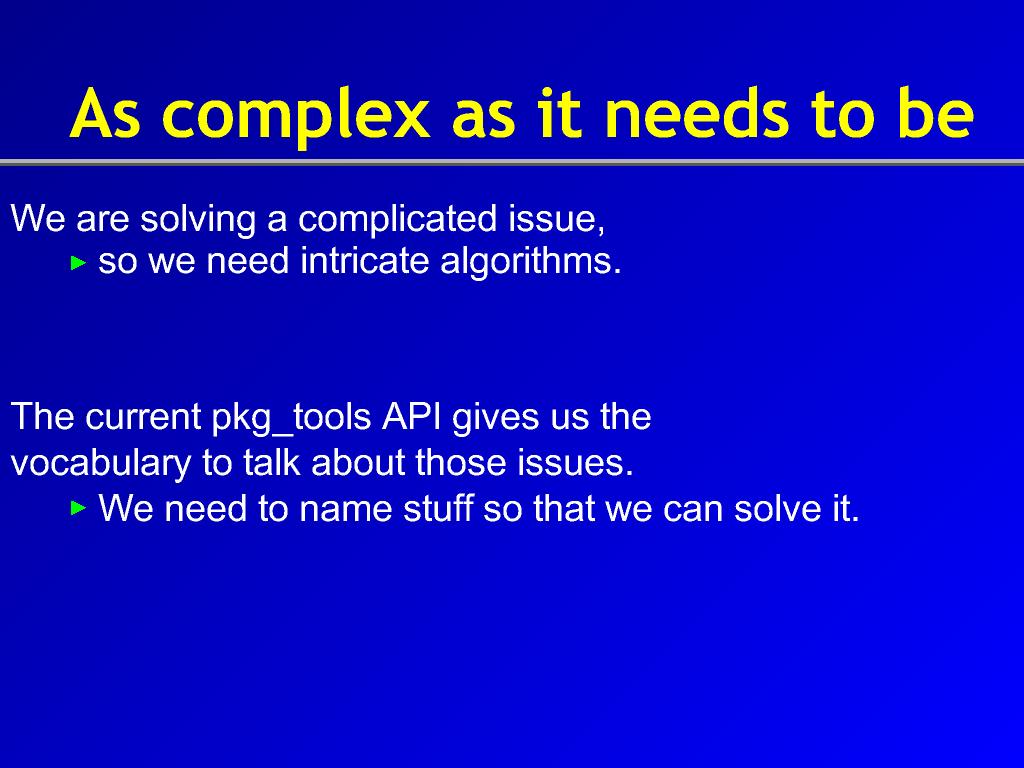 As complex as it needs to be
We are solving a complicated issue,
so we need intricate algorithms.
The current pkg_tools API gives us the
vocabulary to talk about those issues.
We need to name stuff so that we can solve it.